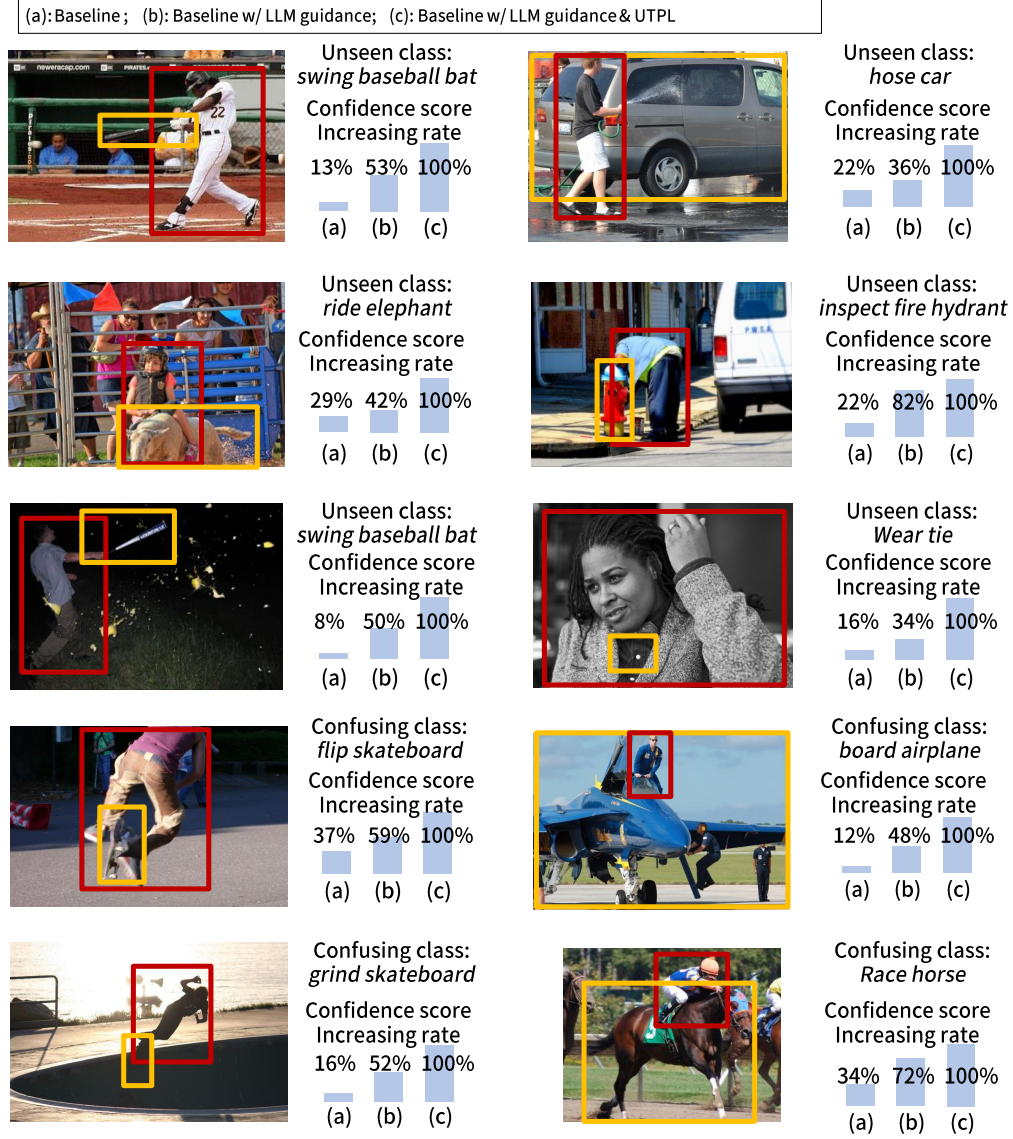 (a): Baseline ; (b): Baseline w/ LLM guidance; (c): Baseline w/ LLM guidance & UTPL
Unseen class:
swing baseball bat
Confidence score
Increasing rate
13% 53% 100%
(a) (b) (c)
neweracap.com PIRATES.C
22
Unseen class:
hose car
Confidence score
Increasing rate
22% 36% 100%
(a) (b) (c)
Unseen class:
ride elephant
Confidence score
Increasing rate
29% 42% 100%
(a) (b) (c)
Unseen class:
inspect fire hydrant
Confidence score
Increasing rate
22% 82% 100%
(a) (b) (c)
P.W.S.A.
Unseen class:
swing baseball bat
Confidence score
Increasing rate
8% 50% 100%
(a) (b) (c)
Unseen class:
Wear tie
Confidence score
Increasing rate
16% 34% 100%
(a) (b) (c)
Confusing class:
flip skateboard
Confidence score
Increasing rate
37% 59% 100%
(a) (b) (c)
Confusing class:
board airplane
Confidence score
Increasing rate
12% 48% 100%
(a) (b) (c)
Confusing class:
grind skateboard
Confidence score
Increasing rate
16% 52% 100%
(a) (b) (c)
Confusing class:
Race horse
Confidence score
Increasing rate
34% 72% 100%
(a) (b) (c)
5